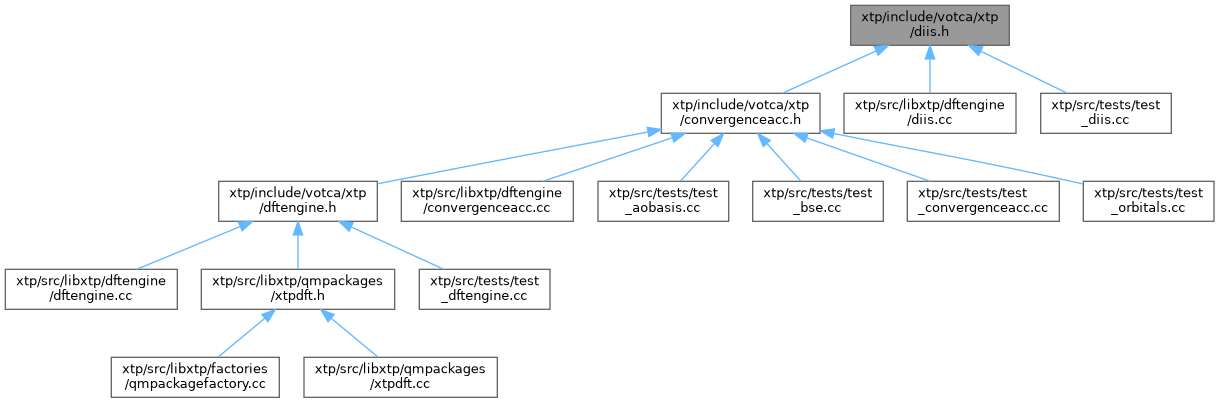 xtp/include/votca/xtp
/diis.h
xtp/include/votca/xtp
/convergenceacc.h
xtp/src/libxtp/dftengine
/diis.cc
xtp/src/tests/test
_diis.cc
xtp/include/votca/xtp
/dftengine.h
xtp/src/libxtp/dftengine
/convergenceacc.cc
xtp/src/tests/test
_aobasis.cc
xtp/src/tests/test
_bse.cc
xtp/src/tests/test
_convergenceacc.cc
xtp/src/tests/test
_orbitals.cc
xtp/src/libxtp/dftengine
/dftengine.cc
xtp/src/libxtp/qmpackages
/xtpdft.h
xtp/src/tests/test
_dftengine.cc
xtp/src/libxtp/factories
/qmpackagefactory.cc
xtp/src/libxtp/qmpackages
/xtpdft.cc